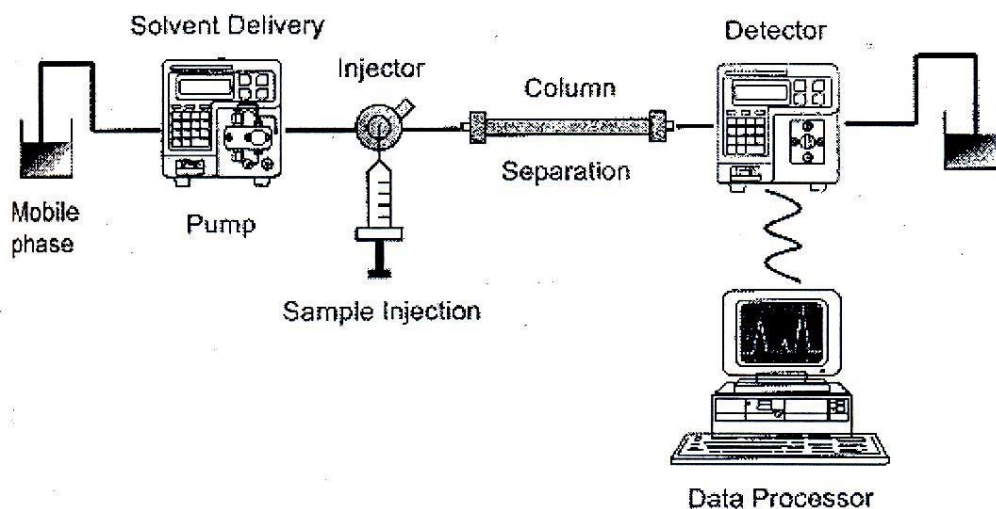 Solvent Delivery
Injector
Column
Detector
Separation
Mobile
phase
Pump
Sample Injection
Data Processor